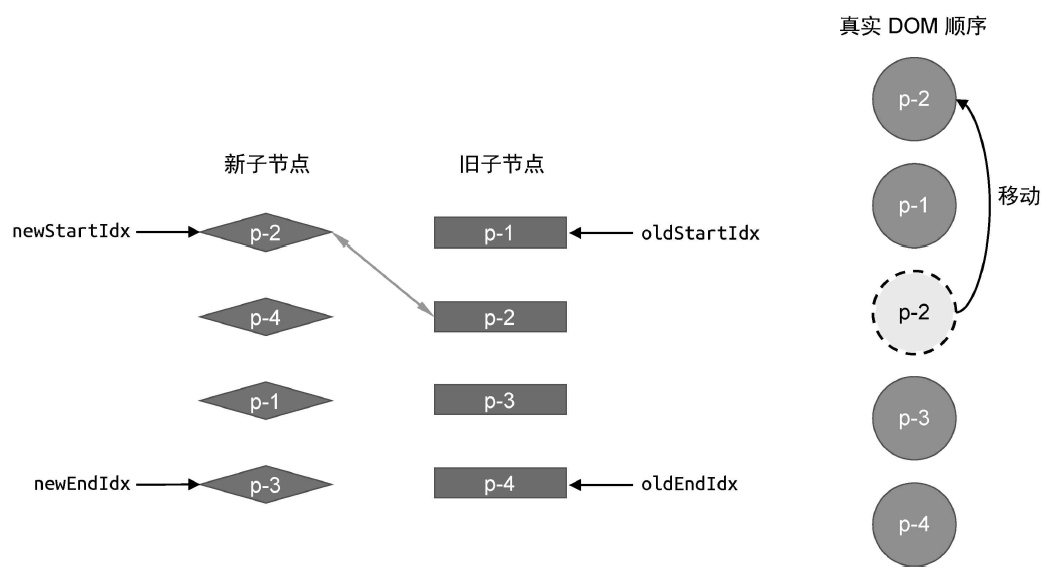 真实 DOM 顺序
p-2
新子节点
旧子节点
p-1
移动
newStartIdx
p-2
p-1
oldStartIdx
p-4
p-2
p-2
p-1
p-3
p-3
newEndIdx
p-3
p-4
oldEndIdx
p-4